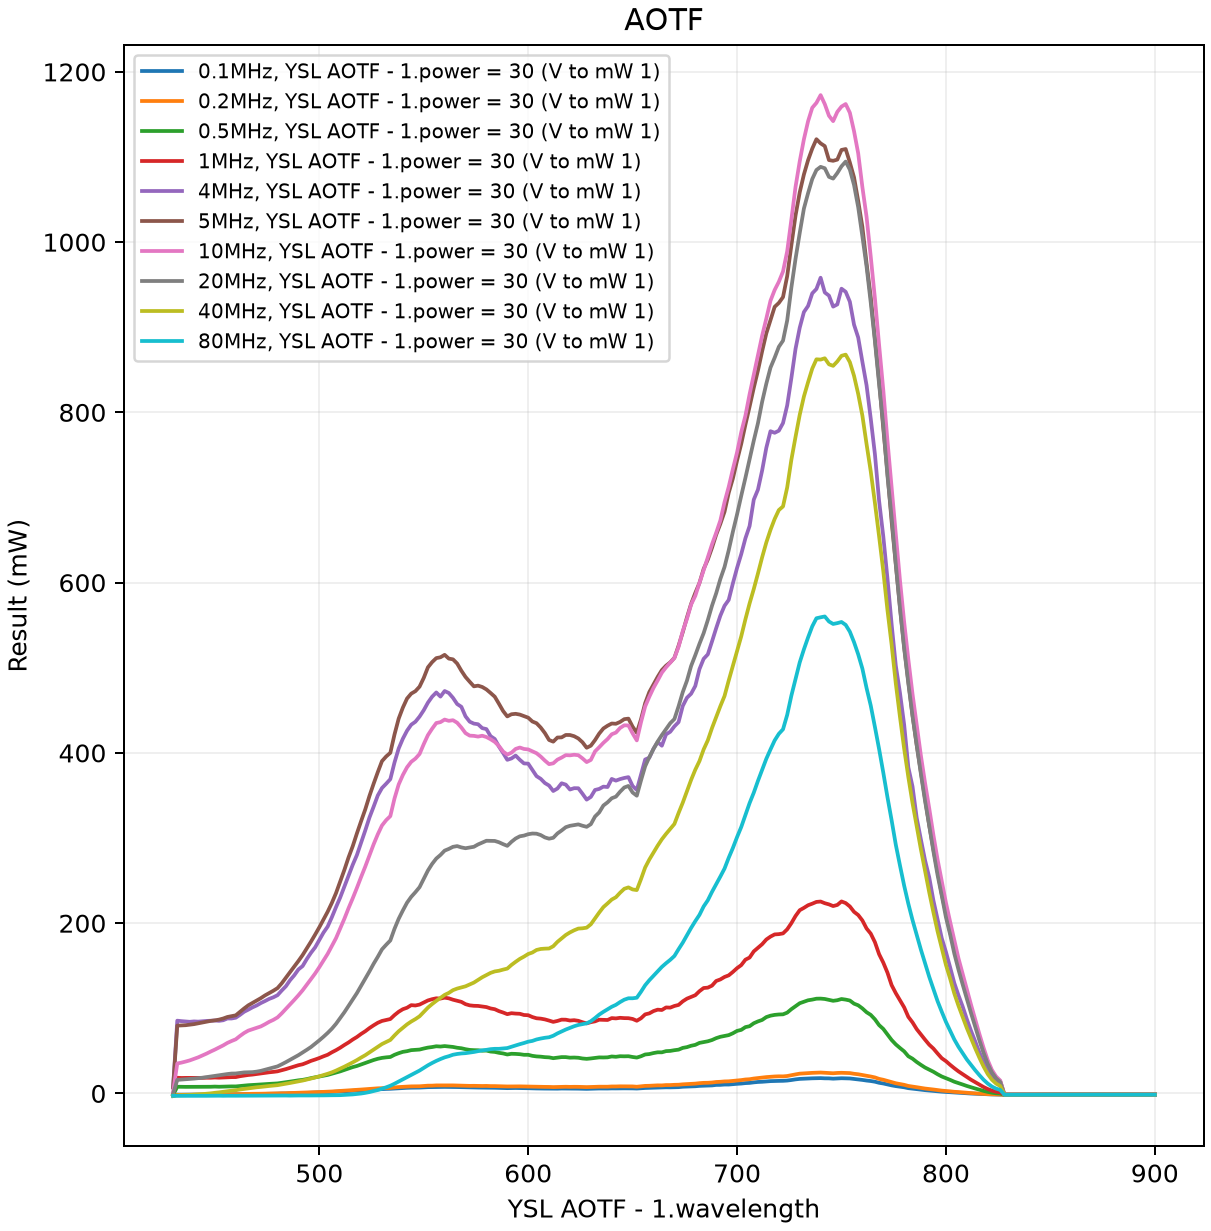 AOTF
0.1MHz, YSL AOTF - 1.power = 30 (V to mW 1)
0.2MHz, YSL AOTF - 1.power = 30 (V to mW 1)
0.5MHz, YSL AOTF - 1.power = 30 (V to mW 1)
1MHz, YSL AOTF - 1.power = 30 (V to mW 1)
4MHz, YSL AOTF - 1.power = 30 (V to mW 1)
5MHz, YSL AOTF - 1.power = 30 (V to mW 1)
10MHz, YSL AOTF - 1.power = 30 (V to mW 1)
20MHz, YSL AOTF - 1.power = 30 (V to mW 1)
40MHz, YSL AOTF - 1.power = 30 (V to mW 1)
80MHz, YSL AOTF - 1.power = 30 (V to mW 1)
1200
1000
800
600
400
200
0
Result (mW)
500 600 700 800 900
YSL AOTF - 1.wavelength